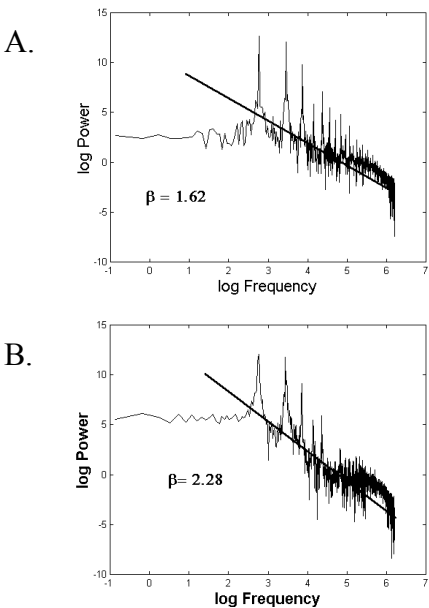 A.
15
10
5
0
-5
-10
log Power
β = 1.62
-1 0 1 2 3 4 5 6 7
log Frequency
B.
15
10
5
0
-5
-10
log Power
β= 2.28
-1 0 1 2 3 4 5 6 7
log Frequency